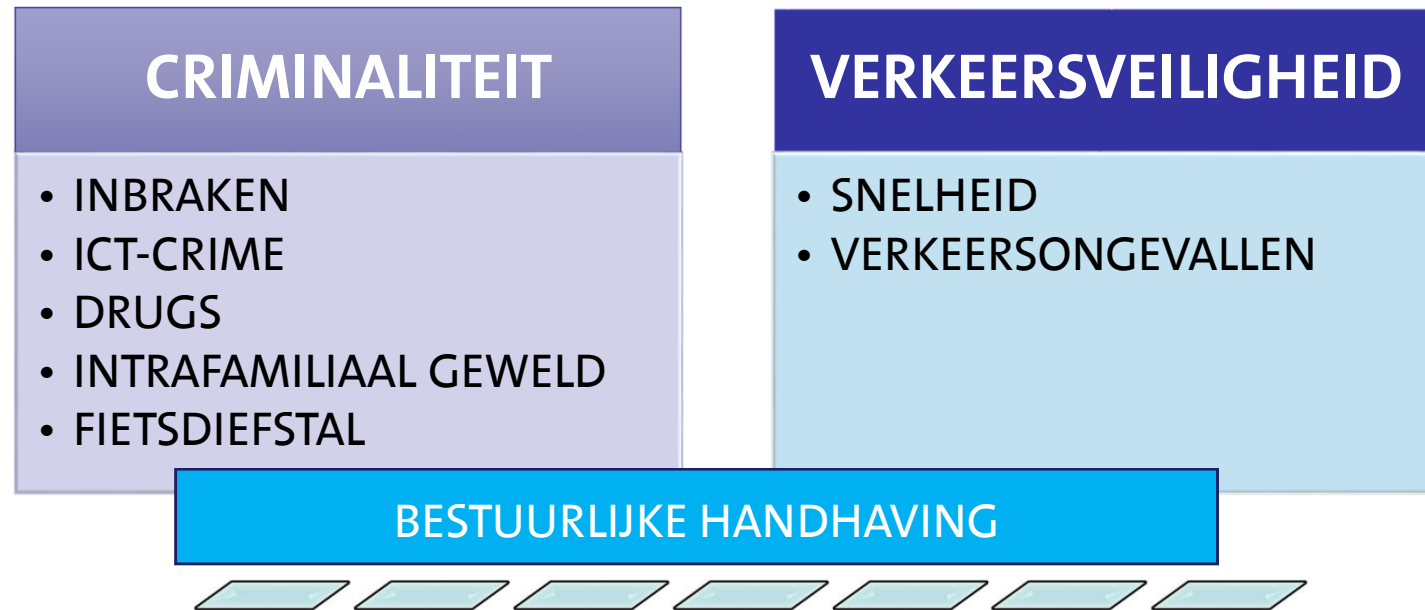 CRIMINALITEIT
• INBRAKEN
• ICT-CRIME
• DRUGS
• INTRAFAMILIAAL GEWELD
• FIETSDIEFSTAL
VERKEERSVEILIGHEID
• SNELHEID
• VERKEERSONGEVALLEN
BESTUURLIJKE HANDHAVING